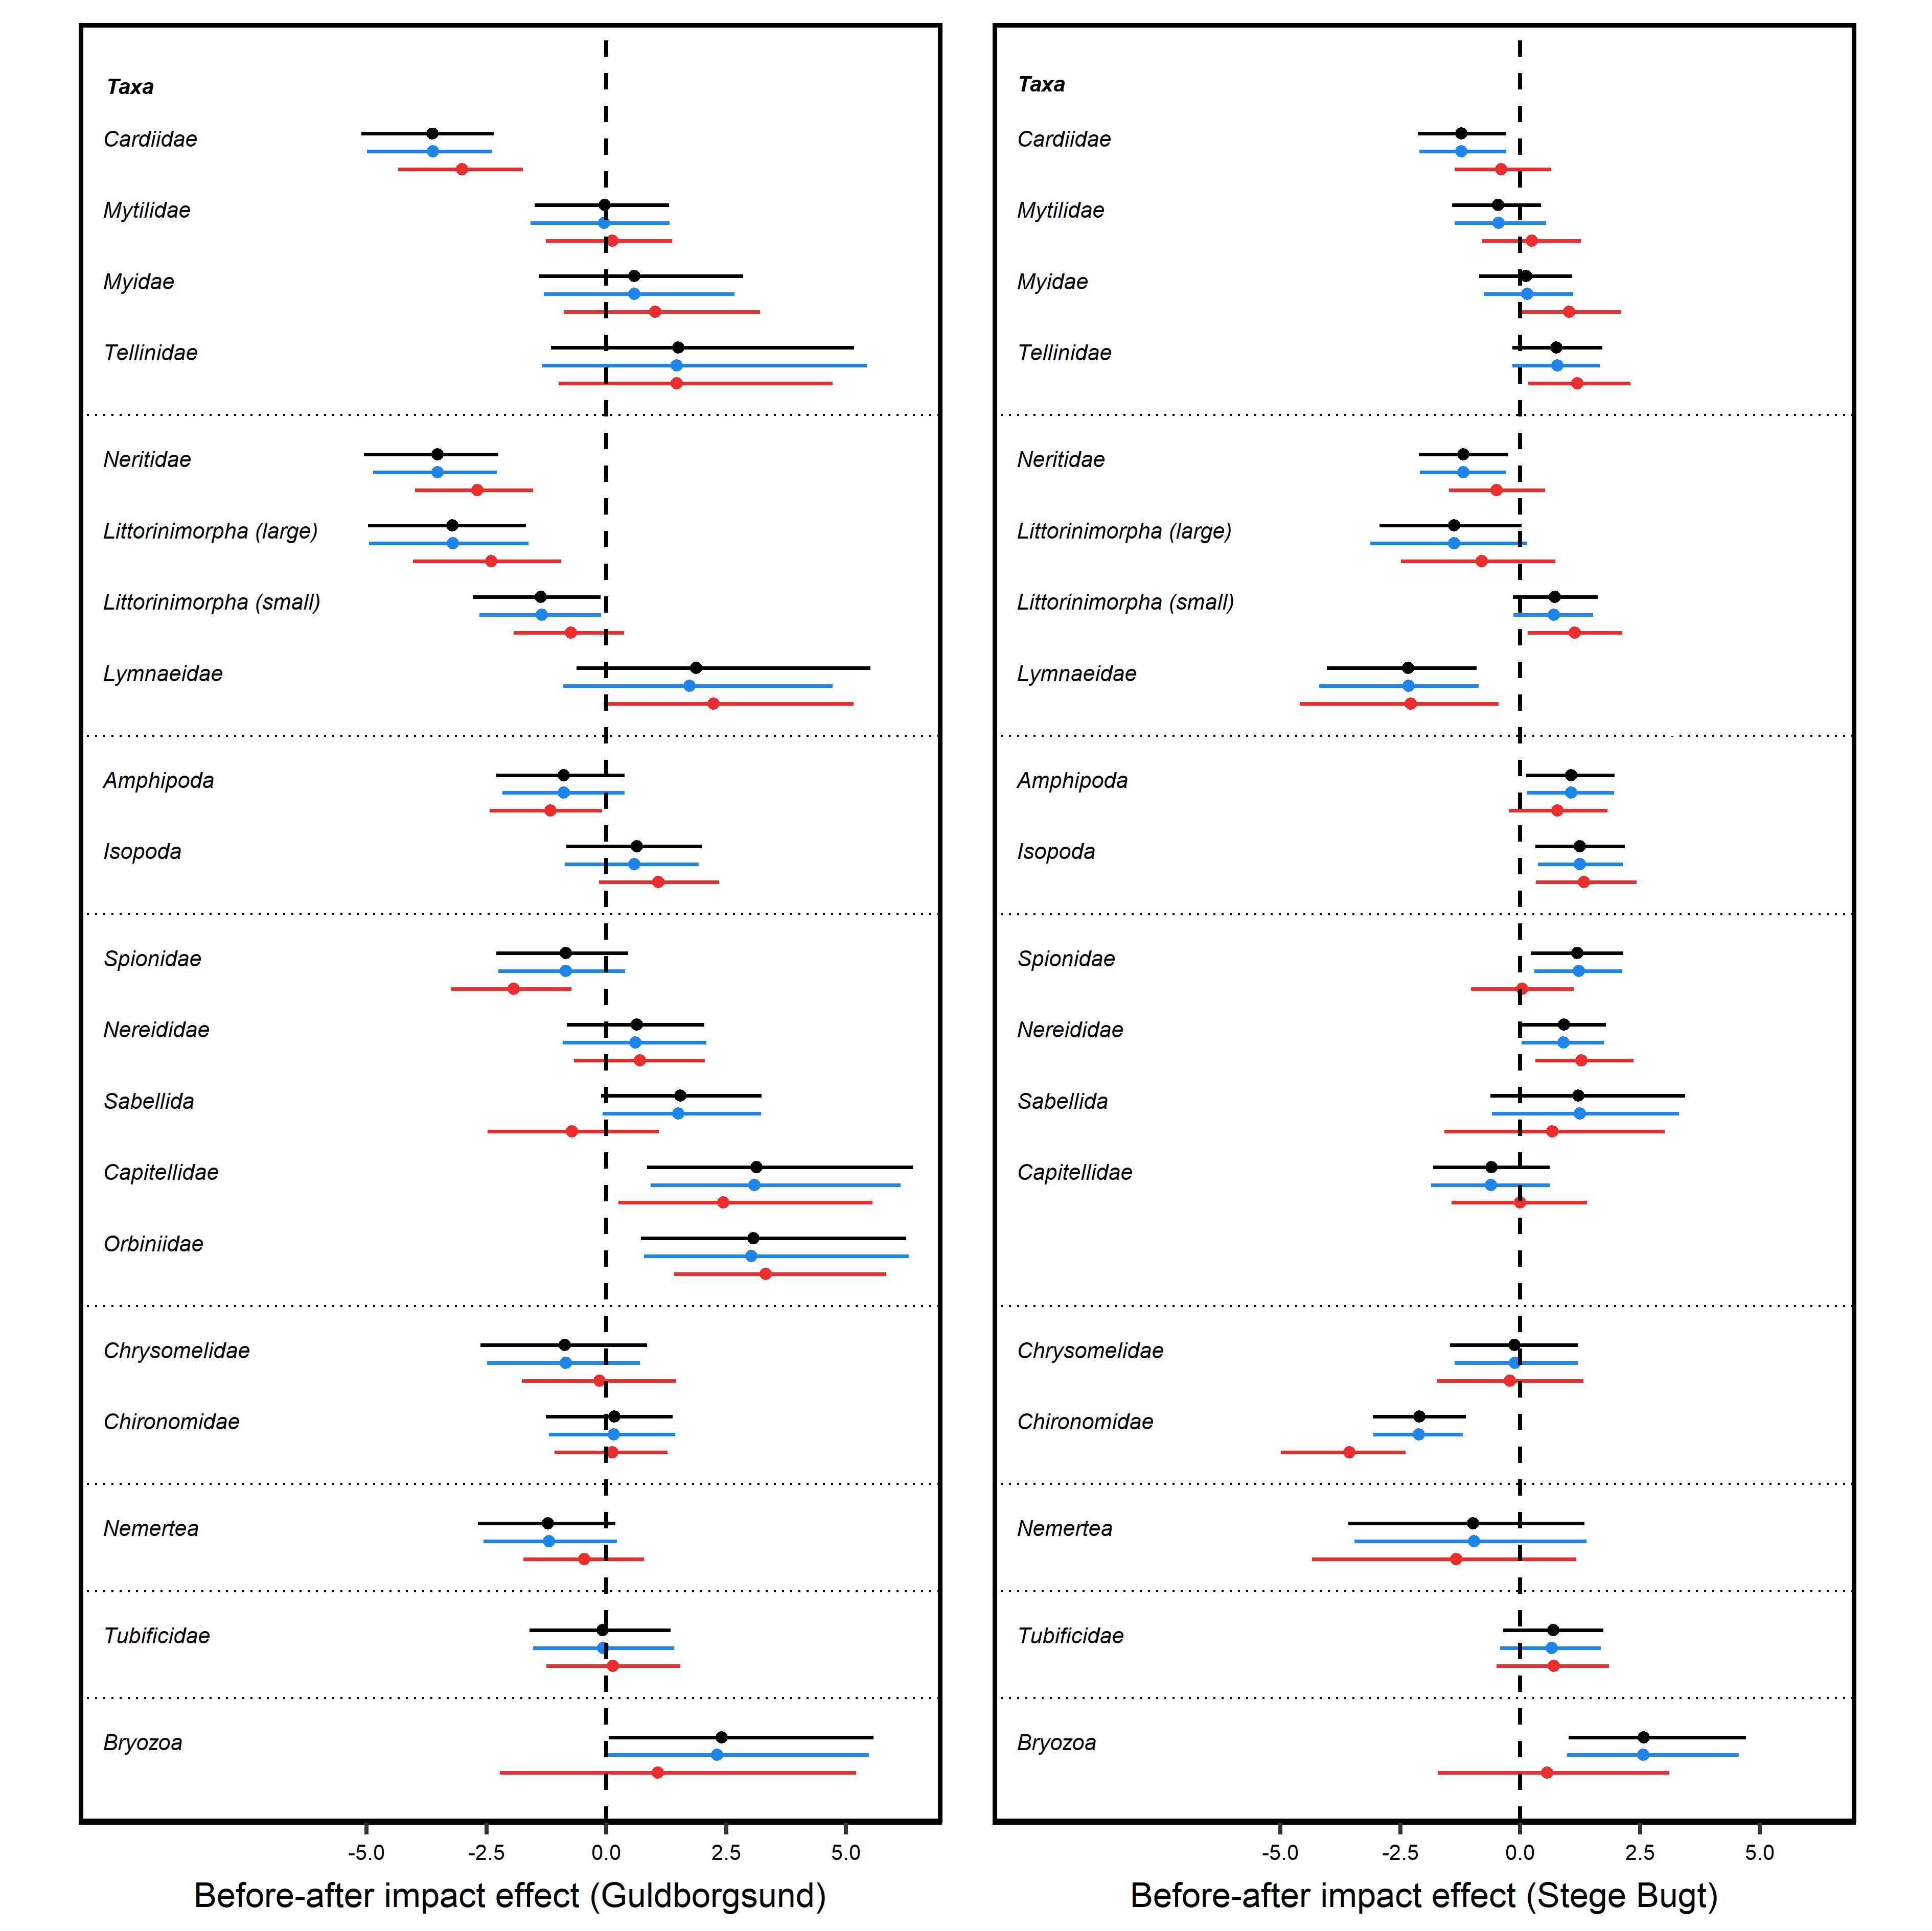 Taxa
Cardiidae
Mytilidae
Myidae
Tellinidae
Neritidae
Littorinimorpha (large)
Littorinimorpha (small)
Lymnaeidae
Amphipoda
Isopoda
Spionidae
Nereididae
Sabellida
Capitellidae
Orbiniidae
Chrysomelidae
Chironomidae
Nemertea
Tubificidae
Bryozoa
-5.0 -2.5 0.0 2.5 5.0
Before-after impact effect (Guldborgsund)
Taxa
Cardiidae
Mytilidae
Myidae
Tellinidae
Neritidae
Littorinimorpha (large)
Littorinimorpha (small)
Lymnaeidae
Amphipoda
Isopoda
Spionidae
Nereididae
Sabellida
Capitellidae
Chrysomelidae
Chironomidae
Nemertea
Tubificidae
Bryozoa
-5.0 -2.5 0.0 2.5 5.0
Before-after impact effect (Stege Bugt)